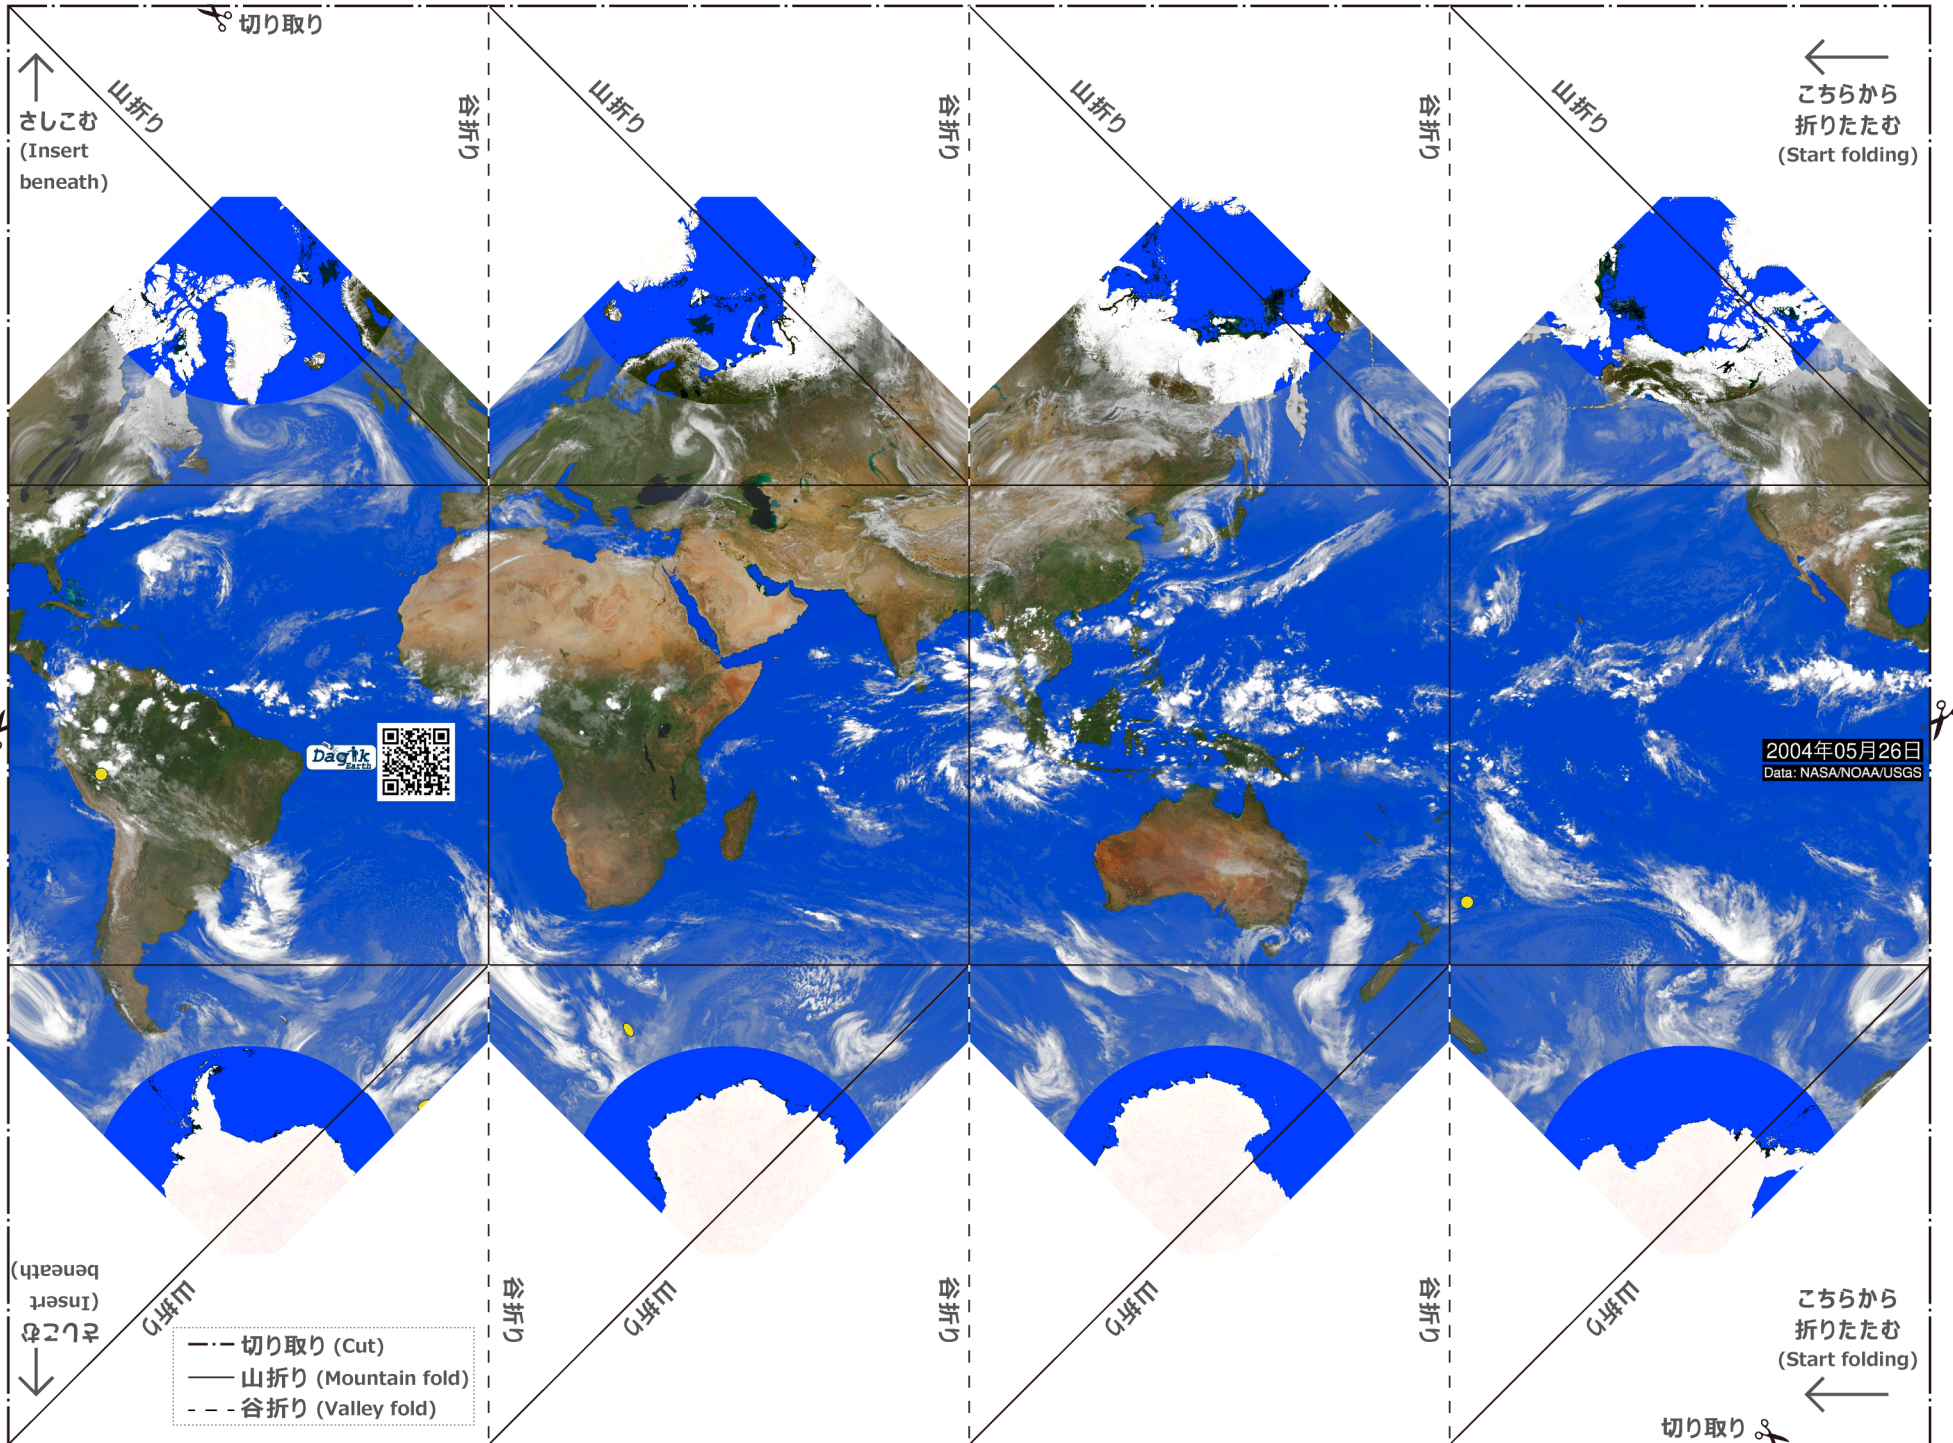 切り取り
山折り
谷折り
山折り
谷折り
山折り
谷折り
山折り
さしこむ
(Insert
beneath)
こちらから
折りたたむ
(Start folding)
Dagik
Earth
2004年05月26日
Data: NASA/NOAA/USGS
さしこむ
(Insert
beneath)
山折り
谷折り
山折り
谷折り
山折り
谷折り
山折り
こちらから
折りたたむ
(Start folding)
切り取り (Cut)
山折り (Mountain fold)
谷折り (Valley fold)
切り取り